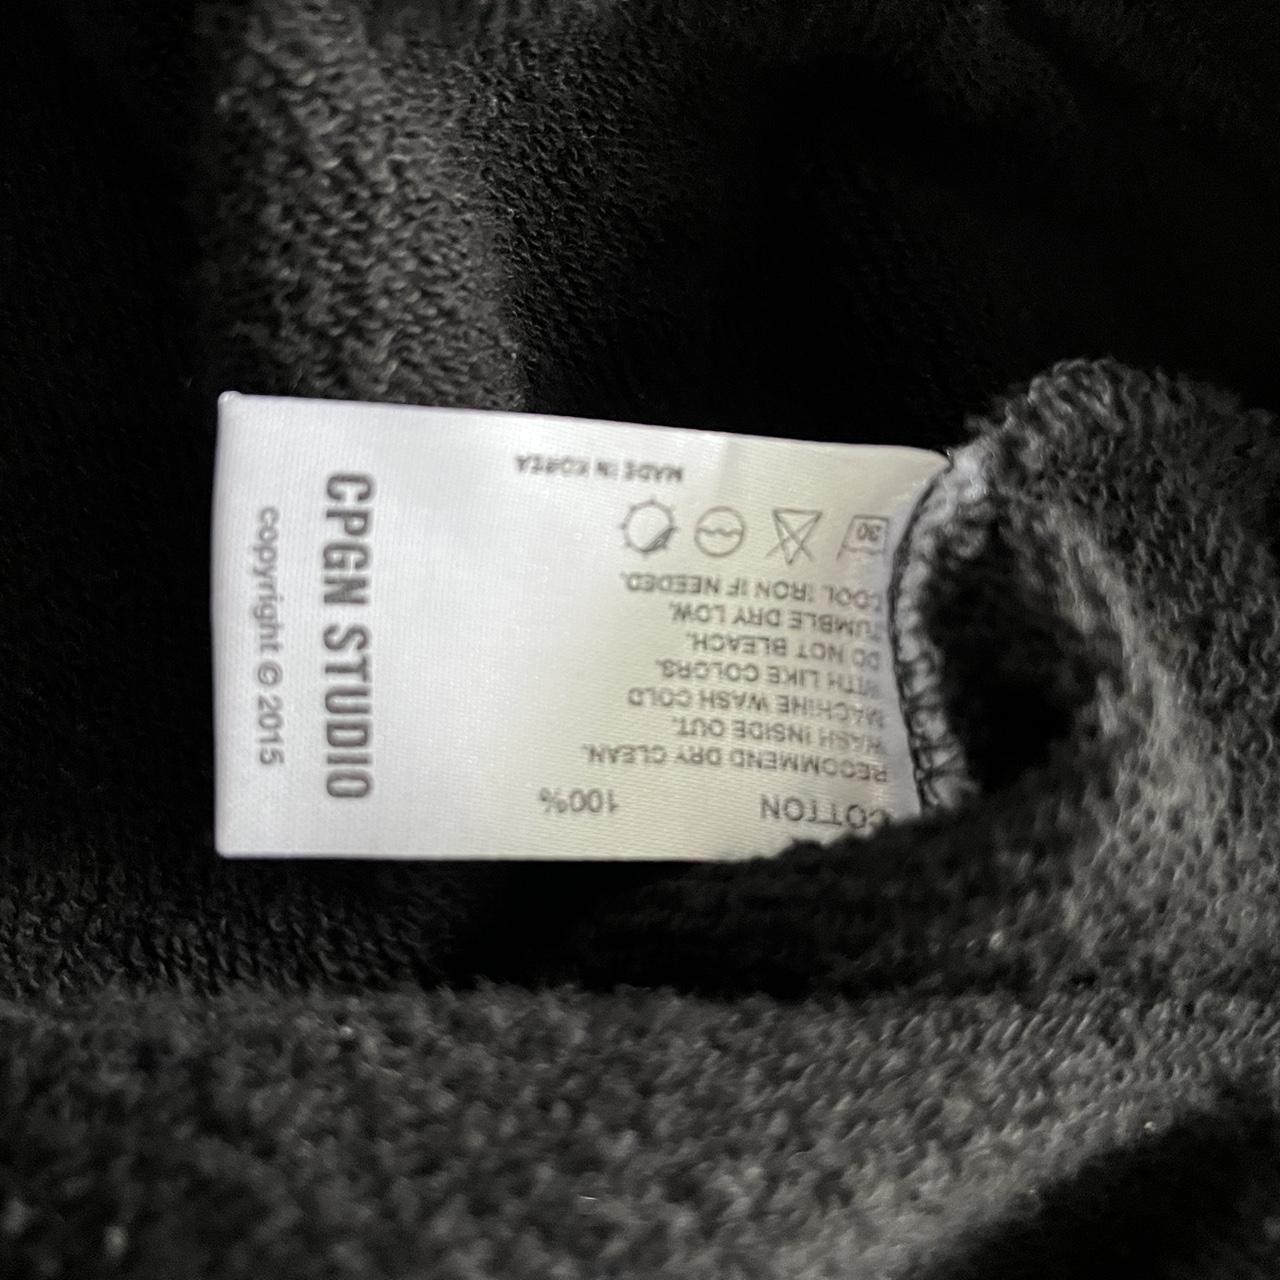 COTTON 100%
RECOMMEND DRY CLEAN.
WASH INSIDE OUT.
MACHINE WASH COLD
WITH LIKE COLORS.
DO NOT BLEACH.
TUMBLE DRY LOW.
COOL IRON IF NEEDED.
30
MADE IN KOREA
CPGN STUDIO
copyright © 2015